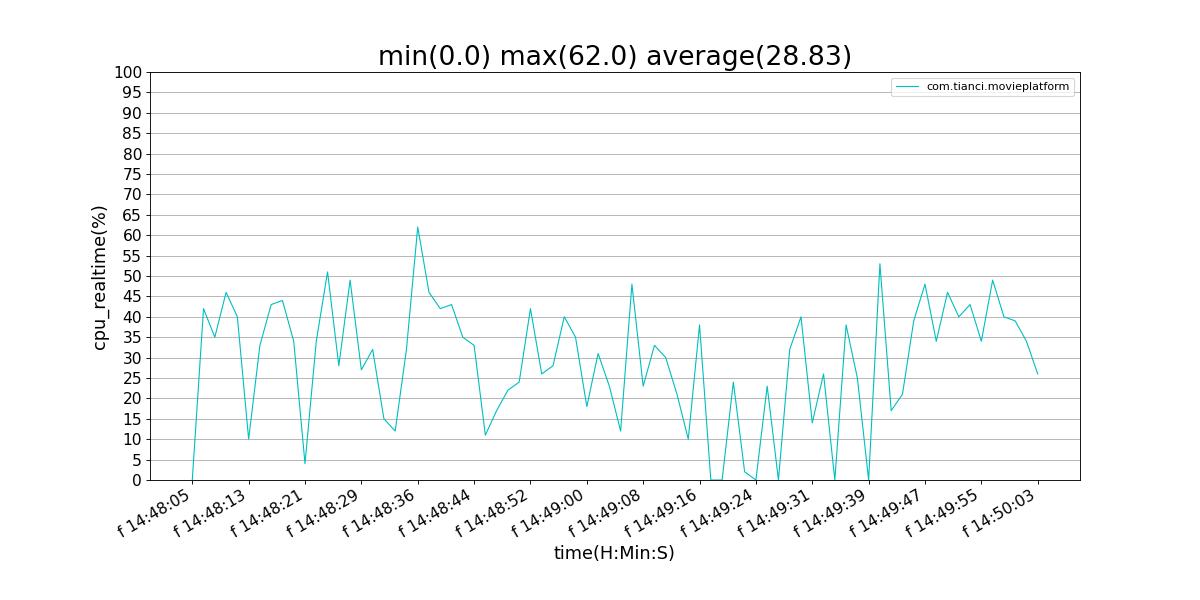 min(0.0) max(62.0) average(28.83)
com.tianci.movieplatform
cpu_realtime(%)
100
95
90
85
80
75
70
65
60
55
50
45
40
35
30
25
20
15
10
5
0
f 14:48:05
f 14:48:13
f 14:48:21
f 14:48:29
f 14:48:36
f 14:48:44
f 14:48:52
f 14:49:00
f 14:49:08
f 14:49:16
f 14:49:24
f 14:49:31
f 14:49:39
f 14:49:47
f 14:49:55
f 14:50:03
time(H:Min:S)